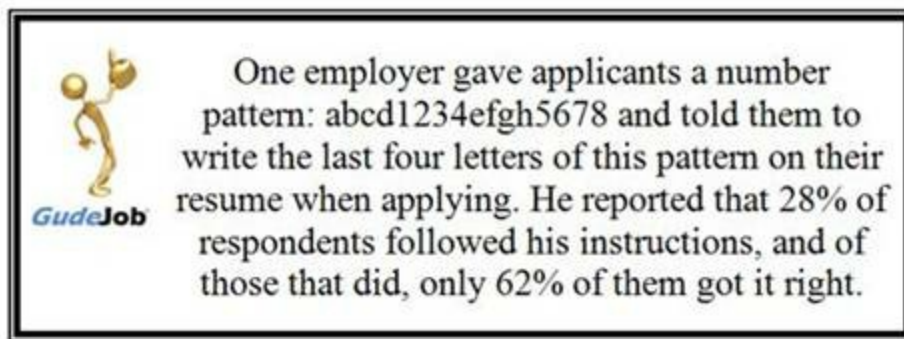 One employer gave applicants a number
pattern: abcd1234efgh5678 and told them to
write the last four letters of this pattern on their
resume when applying. He reported that 28% of
respondents followed his instructions, and of
those that did, only 62% of them got it right.
GudeJob